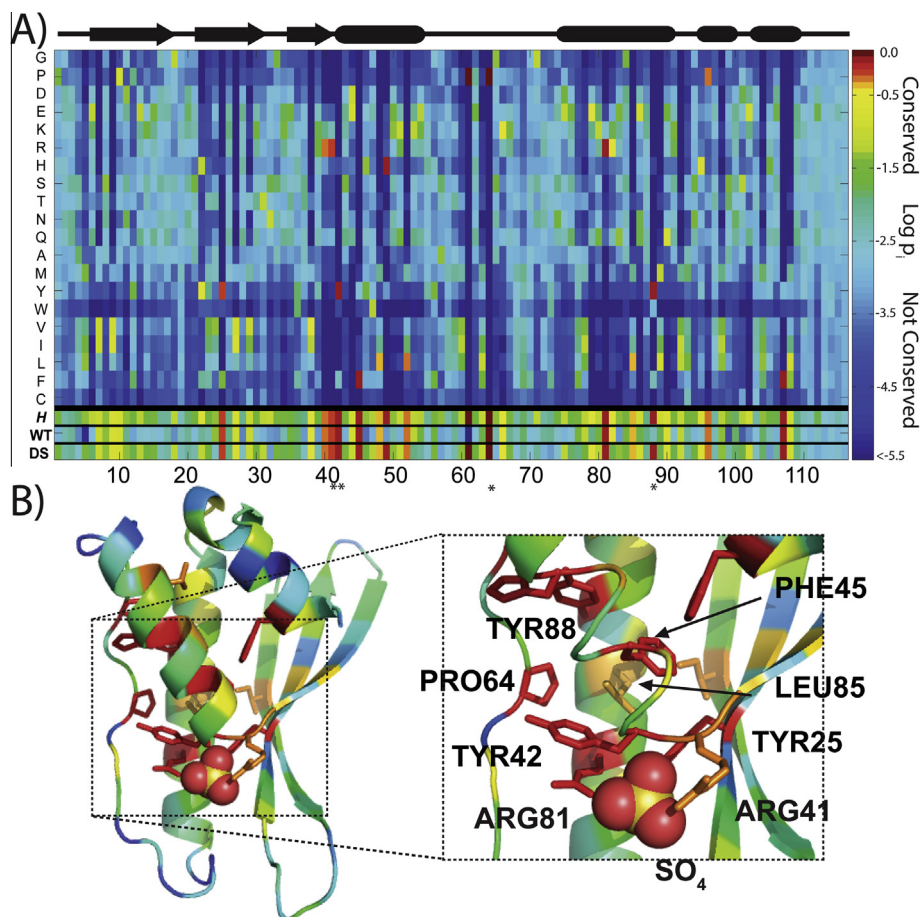 A)
G
P
D
E
K
R
H
S
T
N
Q
A
M
Y
W
V
I
L
F
C
H
WT
DS
10 20 30 40 50 60 70 80 90 100 110
** * *
0.0
-0.5
-1.5
-2.5
-3.5
-4.5
<-5.5
Conserved
Log pi
Not Conserved
B)
PHE45
TYR88
PRO64
LEU85
TYR42
TYR25
ARG81
ARG41
SO4